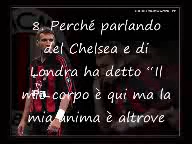 8. Perché parlando
del Chelsea e di
Londra ha detto "Il
mio corpo è qui ma la
mia anima è altrove